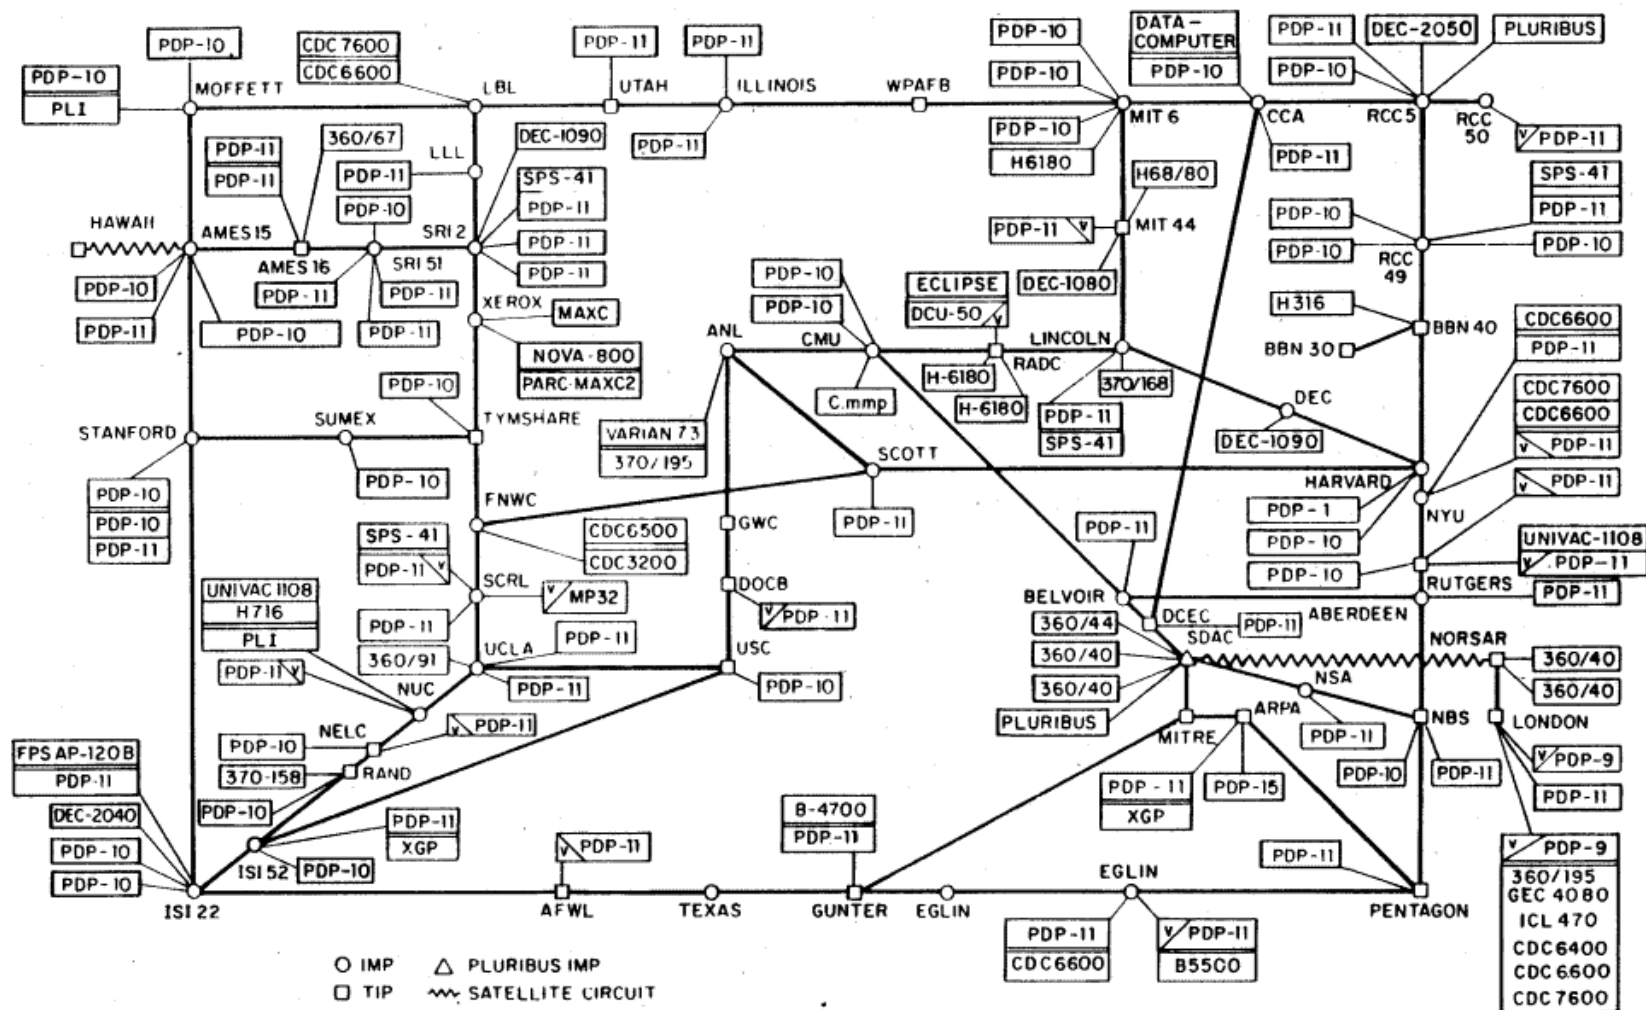 PDP-10
CDC 7600
CDC6600
PDP-11
PDP-11
PDP-10
DATA-
COMPUTER
PDP-10
PDP-11
DEC-2050
PLURIBUS
PDP-10
PLI
MOFFETT
LBL
UTAH
ILLINOIS
WPAFB
PDP-10
PDP-10
MIT 6
CCA
RCC5
RCC
50
PDP-11
PDP-10
H6180
PDP-11
V PDP-11
PDP-11
PDP-11
360/67
LLL
PDP-11
DEC-1090
SPS-41
PDP-11
H68/80
SPS-41
PDP-11
HAWAII
AMES15
PDP-10
SRI 2
PDP-11
PDP-11 V
MIT 44
PDP-10
PDP-10
PDP-10
RCC
49
AMES 16
SRI 51
PDP-11
PDP-10
PDP-11
PDP-11
DEC-1080
PDP-10
ECLIPSE
DCU-50 V
H316
PDP-11
PDP-10
PDP-11
XEROX
MAXC
PDP-10
BBN 40
CDC6600
PDP-11
NOVA-800
PARC-MAXC2
ANL
CMU
RADC
LINCOLN
BBN 30
PDP-10
TYMSHARE
C.mmp
H-6180
H-6180
370/168
PDP-11
SPS-41
DEC
DEC-1090
CDC7600
CDC6600
V PDP-11
STANFORD
SUMEX
VARIAN 73
370/195
SCOTT
HARVARD
V PDP-11
PDP-10
PDP-10
PDP-11
PDP-10
FNWC
PDP-11
PDP-1
NYU
PDP-10
GWC
CDC6500
CDC3200
PDP-11
UNIVAC-1108
V PDP-11
SPS-41
PDP-11 V
SCRL
V MP32
DOCB
V PDP-11
PDP-10
RUTGERS
PDP-11
UNIVAC 1108
H716
PLI
PDP-11
BELVOIR
ABERDEEN
360/44
DCEC
PDP-11
UCLA
PDP-11
USC
SDAC
NORSAR
360/91
PDP-11
PDP-10
360/40
360/40
360/40
360/40
PDP-11 V
NUC
NSA
PLURIBUS
MITRE
ARPA
PDP-11
NBS
LONDON
NELC
V PDP-11
PDP-10
370-158
RAND
PDP-10
PDP-11
XGP
PDP-15
PDP-10
PDP-11
V PDP-9
PDP-11
FPS AP-120B
PDP-11
DEC-2040
PDP-10
PDP-10
PDP-11
XGP
B-4700
PDP-11
V PDP-11
PDP-11
V PDP-9
360/195
GEC 4080
ICL 470
CDC6400
CDC6600
CDC7600
ISI 52
PDP-10
EGLIN
ISI 22
AFWL
TEXAS
GUNTER
EGLIN
PENTAGON
PDP-11
CDC6600
V PDP-11
B5500
IMP
PLURIBUS IMP
TIP
SATELLITE CIRCUIT